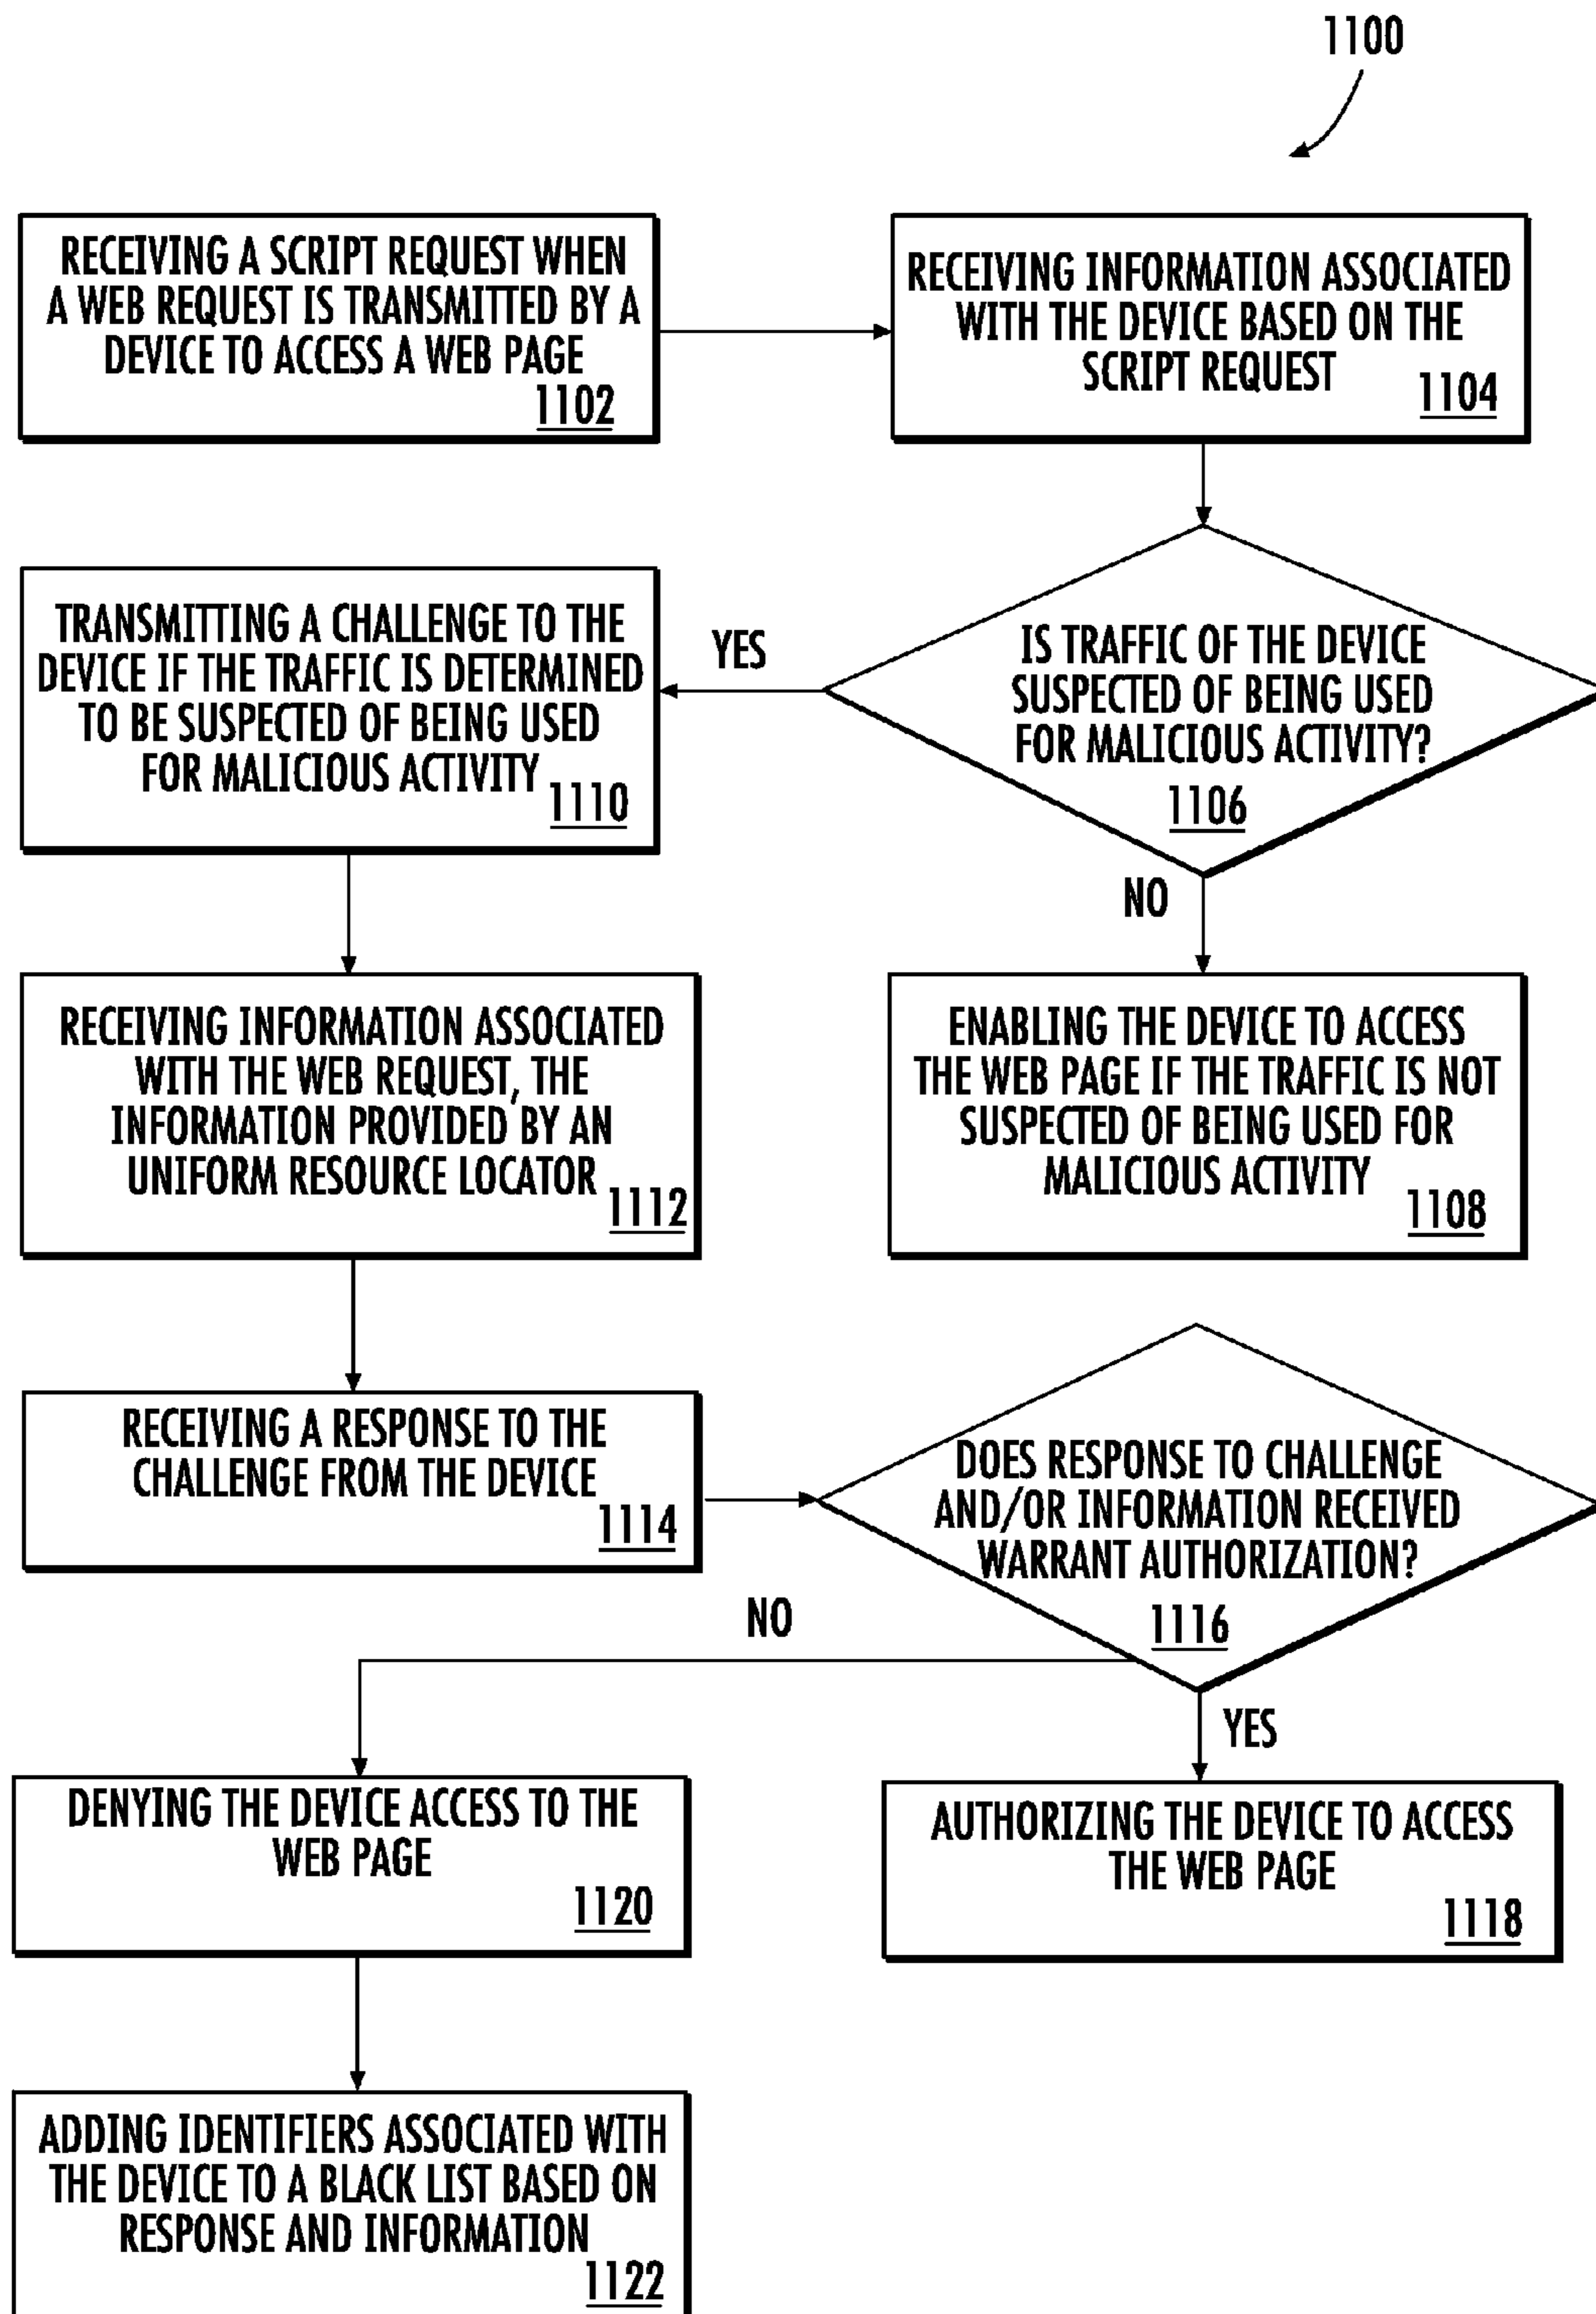 1100
RECEIVING A SCRIPT REQUEST WHEN
A WEB REQUEST IS TRANSMITTED BY A
DEVICE TO ACCESS A WEB PAGE
1102
RECEIVING INFORMATION ASSOCIATED
WITH THE DEVICE BASED ON THE
SCRIPT REQUEST
1104
IS TRAFFIC OF THE DEVICE
SUSPECTED OF BEING USED
FOR MALICIOUS ACTIVITY?
1106
YES
NO
TRANSMITTING A CHALLENGE TO THE
DEVICE IF THE TRAFFIC IS DETERMINED
TO BE SUSPECTED OF BEING USED
FOR MALICIOUS ACTIVITY
1110
ENABLING THE DEVICE TO ACCESS
THE WEB PAGE IF THE TRAFFIC IS NOT
SUSPECTED OF BEING USED FOR
MALICIOUS ACTIVITY
1108
RECEIVING INFORMATION ASSOCIATED
WITH THE WEB REQUEST, THE
INFORMATION PROVIDED BY AN
UNIFORM RESOURCE LOCATOR
1112
RECEIVING A RESPONSE TO THE
CHALLENGE FROM THE DEVICE
1114
DOES RESPONSE TO CHALLENGE
AND/OR INFORMATION RECEIVED
WARRANT AUTHORIZATION?
1116
NO
YES
DENYING THE DEVICE ACCESS TO THE
WEB PAGE
1120
AUTHORIZING THE DEVICE TO ACCESS
THE WEB PAGE
1118
ADDING IDENTIFIERS ASSOCIATED WITH
THE DEVICE TO A BLACK LIST BASED ON
RESPONSE AND INFORMATION
1122